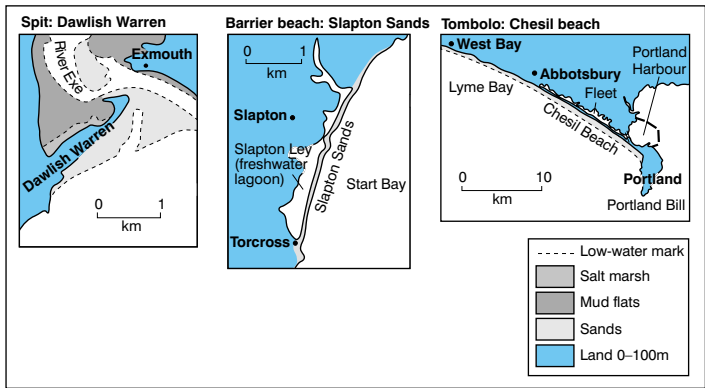 Spit: Dawlish Warren
River Exe
Exmouth
Dawlish Warren
0 1
km
Barrier beach: Slapton Sands
0 1
km
Slapton
Slapton Ley
(freshwater
lagoon)
Slapton Sands
Start Bay
Torcross
Tombolo: Chesil beach
West Bay
Portland
Harbour
Abbotsbury
Lyme Bay
Fleet
Chesil Beach
0 10
km
Portland
Portland Bill
Low-water mark
Salt marsh
Mud flats
Sands
Land 0–100m